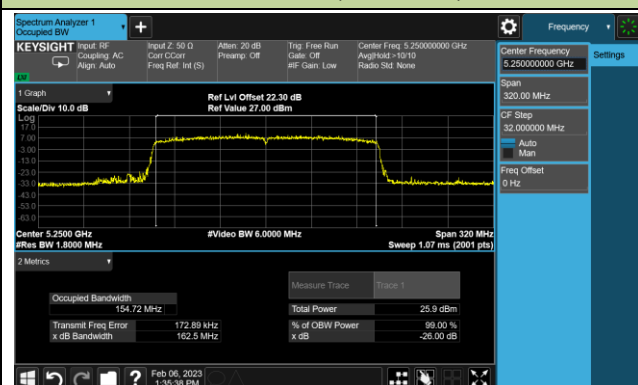 Spectrum Analyzer 1
Occupied BW
+
Frequency
KEYSIGHT
Input: RF
Coupling: AC
Align: Auto
Input Z: 50 Ω
Corr CCorr
Freq Ref: Int (S)
Atten: 20 dB
Preamp: Off
Trig: Free Run
Gate: Off
#IF Gain: Low
Center Freq: 5.250000000 GHz
Avg|Hold:>10/10
Radio Std: None
LXI
Center Frequency
5.250000000 GHz
Settings
Span
320.00 MHz
CF Step
32.000000 MHz
Auto
Man
Freq Offset
0 Hz
1 Graph
Scale/Div 10.0 dB
Ref Lvl Offset 22.30 dB
Ref Value 27.00 dBm
Log
17.0
7.00
-3.00
-13.0
-23.0
-33.0
-43.0
-53.0
-63.0
Center 5.2500 GHz
#Res BW 1.8000 MHz
#Video BW 6.0000 MHz
Span 320 MHz
Sweep 1.07 ms (2001 pts)
2 Metrics
Measure Trace
Trace 1
Occupied Bandwidth
154.72 MHz
Total Power
25.9 dBm
Transmit Freq Error
172.89 kHz
% of OBW Power
99.00 %
x dB Bandwidth
162.5 MHz
x dB
-26.00 dB
?
Feb 06, 2023
1:35:38 PM